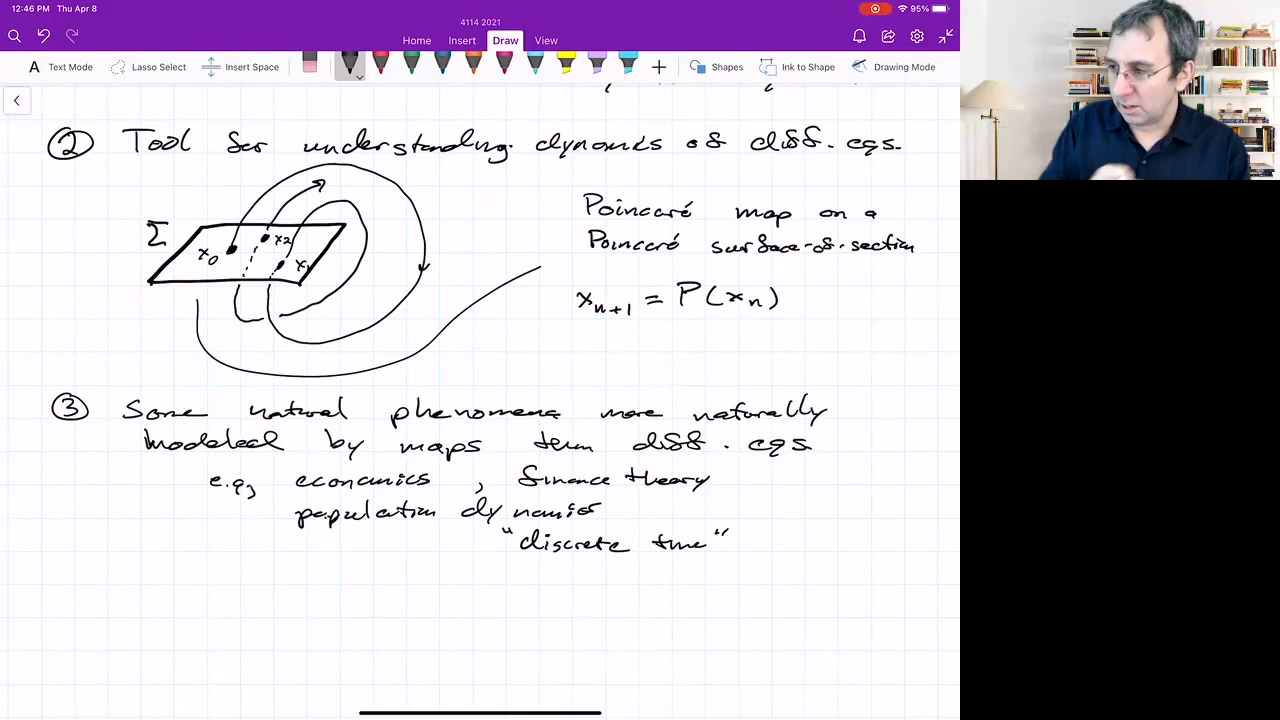 12:46 PM Thu Apr 8
95%
4114 2021
Home Insert Draw View
Text Mode Lasso Select Insert Space Shapes Ink to Shape Drawing Mode
② Tool for understanding dynamics of diff. eqs.
Σ
x₀ x₂ x₁
Poincaré map on a
Poincaré surface-of-section
xₙ₊₁ = P(xₙ)
③ Some natural phenomena more naturally
modeled by maps term diff. eqs
e.g., economics, finance theory
population dynamics
"discrete time"